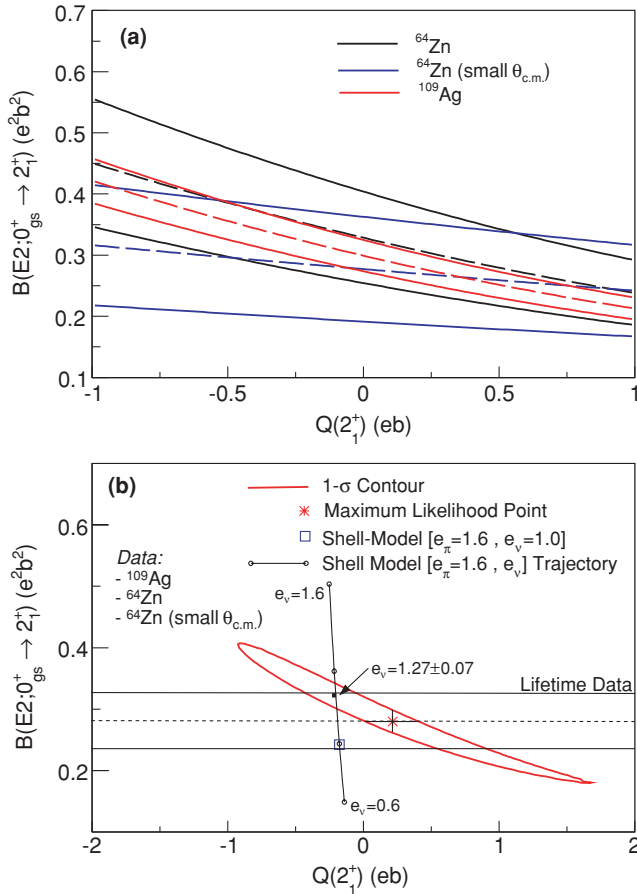 (a)
⁶⁴Zn
⁶⁴Zn (small θc.m.)
¹⁰⁹Ag
B(E2;0⁺gs → 2⁺₁) (e²b²)
0.7
0.6
0.5
0.4
0.3
0.2
0.1
-1
-0.5
0
0.5
1
Q(2⁺₁) (eb)
(b)
1-σ Contour
Maximum Likelihood Point
Shell-Model [eπ=1.6 , eν=1.0]
Shell Model [eπ=1.6 , eν] Trajectory
Data:
- ¹⁰⁹Ag
- ⁶⁴Zn
- ⁶⁴Zn (small θc.m.)
eν=1.6
eν=1.27±0.07
Lifetime Data
eν=0.6
B(E2;0⁺gs → 2⁺₁) (e²b²)
0.6
0.4
0.2
-2
-1
0
1
2
Q(2⁺₁) (eb)